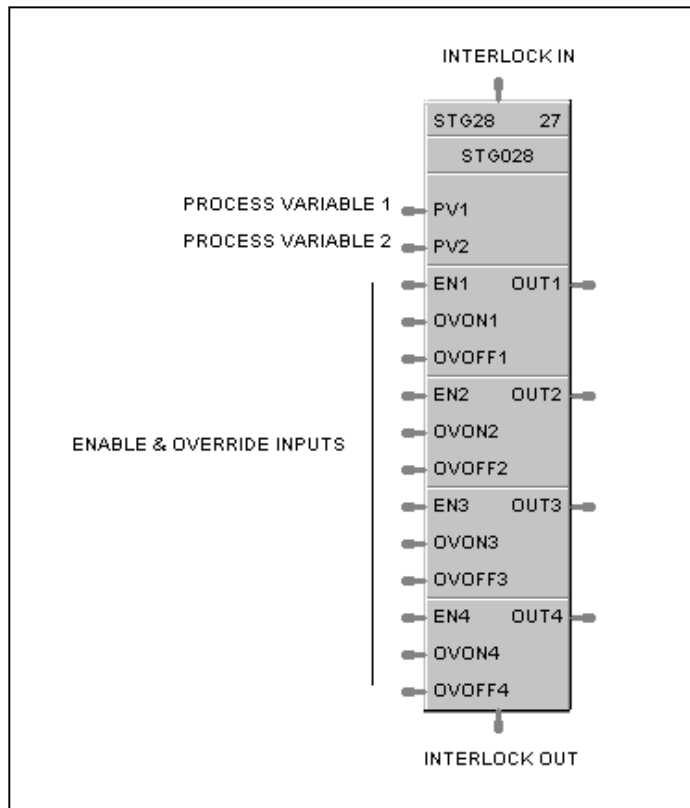 INTERLOCK IN
STG28 27
STG028
PROCESS VARIABLE 1 PV1
PROCESS VARIABLE 2 PV2
EN1 OUT1
OVON1
OVOFF1
EN2 OUT2
OVON2
ENABLE & OVERRIDE INPUTS
OVOFF2
EN3 OUT3
OVON3
OVOFF3
EN4 OUT4
OVON4
OVOFF4
INTERLOCK OUT